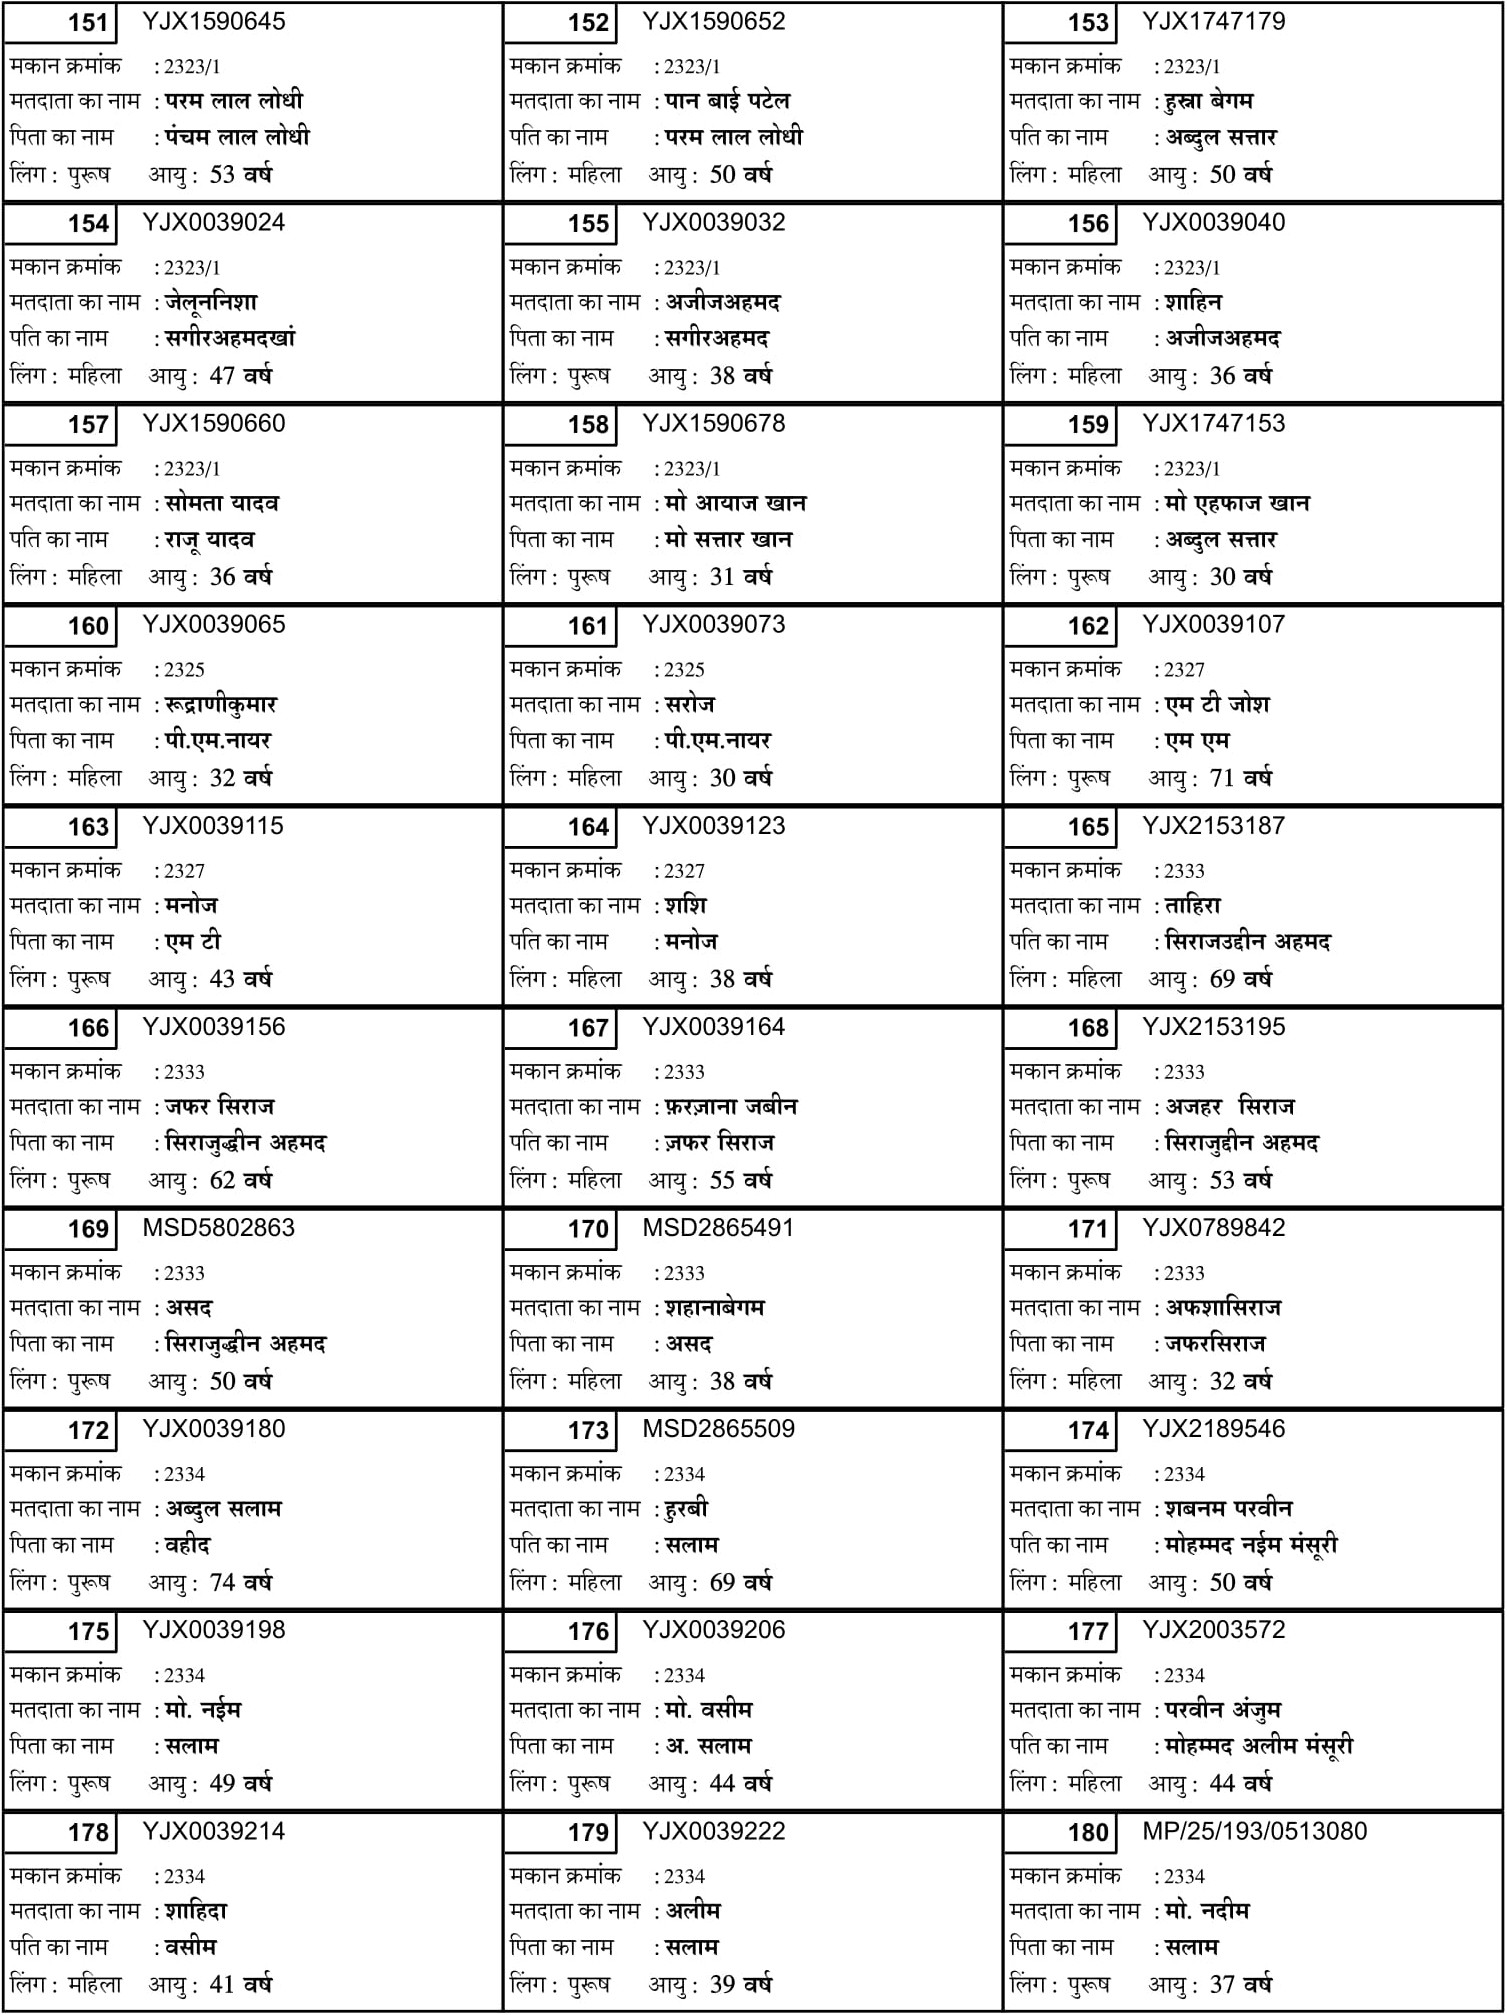 151 YJX1590645
मकान क्रमांक : 2323/1
मतदाता का नाम : परम लाल लोधी
पिता का नाम : पंचम लाल लोधी
लिंग : पुरूष आयु : 53 वर्ष
152 YJX1590652
मकान क्रमांक : 2323/1
मतदाता का नाम : पान बाई पटेल
पति का नाम : परम लाल लोधी
लिंग : महिला आयु : 50 वर्ष
153 YJX1747179
मकान क्रमांक : 2323/1
मतदाता का नाम : हुस्ना बेगम
पति का नाम : अब्दुल सत्तार
लिंग : महिला आयु : 50 वर्ष
154 YJX0039024
मकान क्रमांक : 2323/1
मतदाता का नाम : जेलूननिशा
पति का नाम : सगीरअहमदखां
लिंग : महिला आयु : 47 वर्ष
155 YJX0039032
मकान क्रमांक : 2323/1
मतदाता का नाम : अजीजअहमद
पिता का नाम : सगीरअहमद
लिंग : पुरूष आयु : 38 वर्ष
156 YJX0039040
मकान क्रमांक : 2323/1
मतदाता का नाम : शाहिन
पति का नाम : अजीजअहमद
लिंग : महिला आयु : 36 वर्ष
157 YJX1590660
मकान क्रमांक : 2323/1
मतदाता का नाम : सोमता यादव
पति का नाम : राजू यादव
लिंग : महिला आयु : 36 वर्ष
158 YJX1590678
मकान क्रमांक : 2323/1
मतदाता का नाम : मो आयाज खान
पिता का नाम : मो सत्तार खान
लिंग : पुरूष आयु : 31 वर्ष
159 YJX1747153
मकान क्रमांक : 2323/1
मतदाता का नाम : मो एहफाज खान
पिता का नाम : अब्दुल सत्तार
लिंग : पुरूष आयु : 30 वर्ष
160 YJX0039065
मकान क्रमांक : 2325
मतदाता का नाम : रूद्राणीकुमार
पिता का नाम : पी.एम.नायर
लिंग : महिला आयु : 32 वर्ष
161 YJX0039073
मकान क्रमांक : 2325
मतदाता का नाम : सरोज
पिता का नाम : पी.एम.नायर
लिंग : महिला आयु : 30 वर्ष
162 YJX0039107
मकान क्रमांक : 2327
मतदाता का नाम : एम टी जोश
पिता का नाम : एम एम
लिंग : पुरूष आयु : 71 वर्ष
163 YJX0039115
मकान क्रमांक : 2327
मतदाता का नाम : मनोज
पिता का नाम : एम टी
लिंग : पुरूष आयु : 43 वर्ष
164 YJX0039123
मकान क्रमांक : 2327
मतदाता का नाम : शशि
पति का नाम : मनोज
लिंग : महिला आयु : 38 वर्ष
165 YJX2153187
मकान क्रमांक : 2333
मतदाता का नाम : ताहिरा
पति का नाम : सिराजउद्दीन अहमद
लिंग : महिला आयु : 69 वर्ष
166 YJX0039156
मकान क्रमांक : 2333
मतदाता का नाम : जफर सिराज
पिता का नाम : सिराजुद्धीन अहमद
लिंग : पुरूष आयु : 62 वर्ष
167 YJX0039164
मकान क्रमांक : 2333
मतदाता का नाम : फ़रज़ाना जबीन
पति का नाम : ज़फर सिराज
लिंग : महिला आयु : 55 वर्ष
168 YJX2153195
मकान क्रमांक : 2333
मतदाता का नाम : अजहर सिराज
पिता का नाम : सिराजुद्दीन अहमद
लिंग : पुरूष आयु : 53 वर्ष
169 MSD5802863
मकान क्रमांक : 2333
मतदाता का नाम : असद
पिता का नाम : सिराजुद्धीन अहमद
लिंग : पुरूष आयु : 50 वर्ष
170 MSD2865491
मकान क्रमांक : 2333
मतदाता का नाम : शहानाबेगम
पिता का नाम : असद
लिंग : महिला आयु : 38 वर्ष
171 YJX0789842
मकान क्रमांक : 2333
मतदाता का नाम : अफशासिराज
पिता का नाम : जफरसिराज
लिंग : महिला आयु : 32 वर्ष
172 YJX0039180
मकान क्रमांक : 2334
मतदाता का नाम : अब्दुल सलाम
पिता का नाम : वहीद
लिंग : पुरूष आयु : 74 वर्ष
173 MSD2865509
मकान क्रमांक : 2334
मतदाता का नाम : हुरबी
पति का नाम : सलाम
लिंग : महिला आयु : 69 वर्ष
174 YJX2189546
मकान क्रमांक : 2334
मतदाता का नाम : शबनम परवीन
पति का नाम : मोहम्मद नईम मंसूरी
लिंग : महिला आयु : 50 वर्ष
175 YJX0039198
मकान क्रमांक : 2334
मतदाता का नाम : मो. नईम
पिता का नाम : सलाम
लिंग : पुरूष आयु : 49 वर्ष
176 YJX0039206
मकान क्रमांक : 2334
मतदाता का नाम : मो. वसीम
पिता का नाम : अ. सलाम
लिंग : पुरूष आयु : 44 वर्ष
177 YJX2003572
मकान क्रमांक : 2334
मतदाता का नाम : परवीन अंजुम
पति का नाम : मोहम्मद अलीम मंसूरी
लिंग : महिला आयु : 44 वर्ष
178 YJX0039214
मकान क्रमांक : 2334
मतदाता का नाम : शाहिदा
पति का नाम : वसीम
लिंग : महिला आयु : 41 वर्ष
179 YJX0039222
मकान क्रमांक : 2334
मतदाता का नाम : अलीम
पिता का नाम : सलाम
लिंग : पुरूष आयु : 39 वर्ष
180 MP/25/193/0513080
मकान क्रमांक : 2334
मतदाता का नाम : मो. नदीम
पिता का नाम : सलाम
लिंग : पुरूष आयु : 37 वर्ष